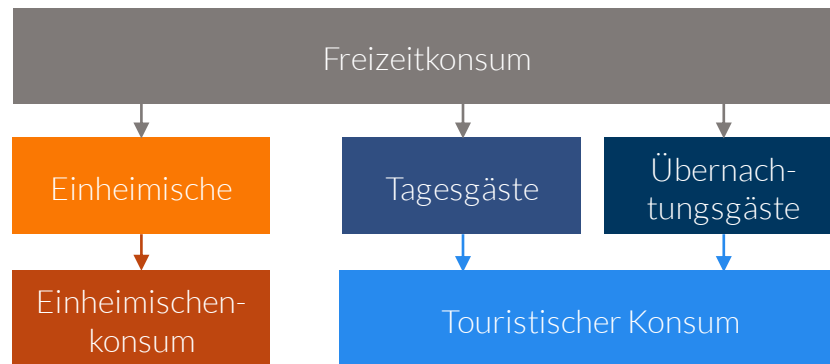 Freizeitkonsum
Einheimische
Tagesgäste
Übernach-
tungsgäste
Einheimischen-
konsum
Touristischer Konsum